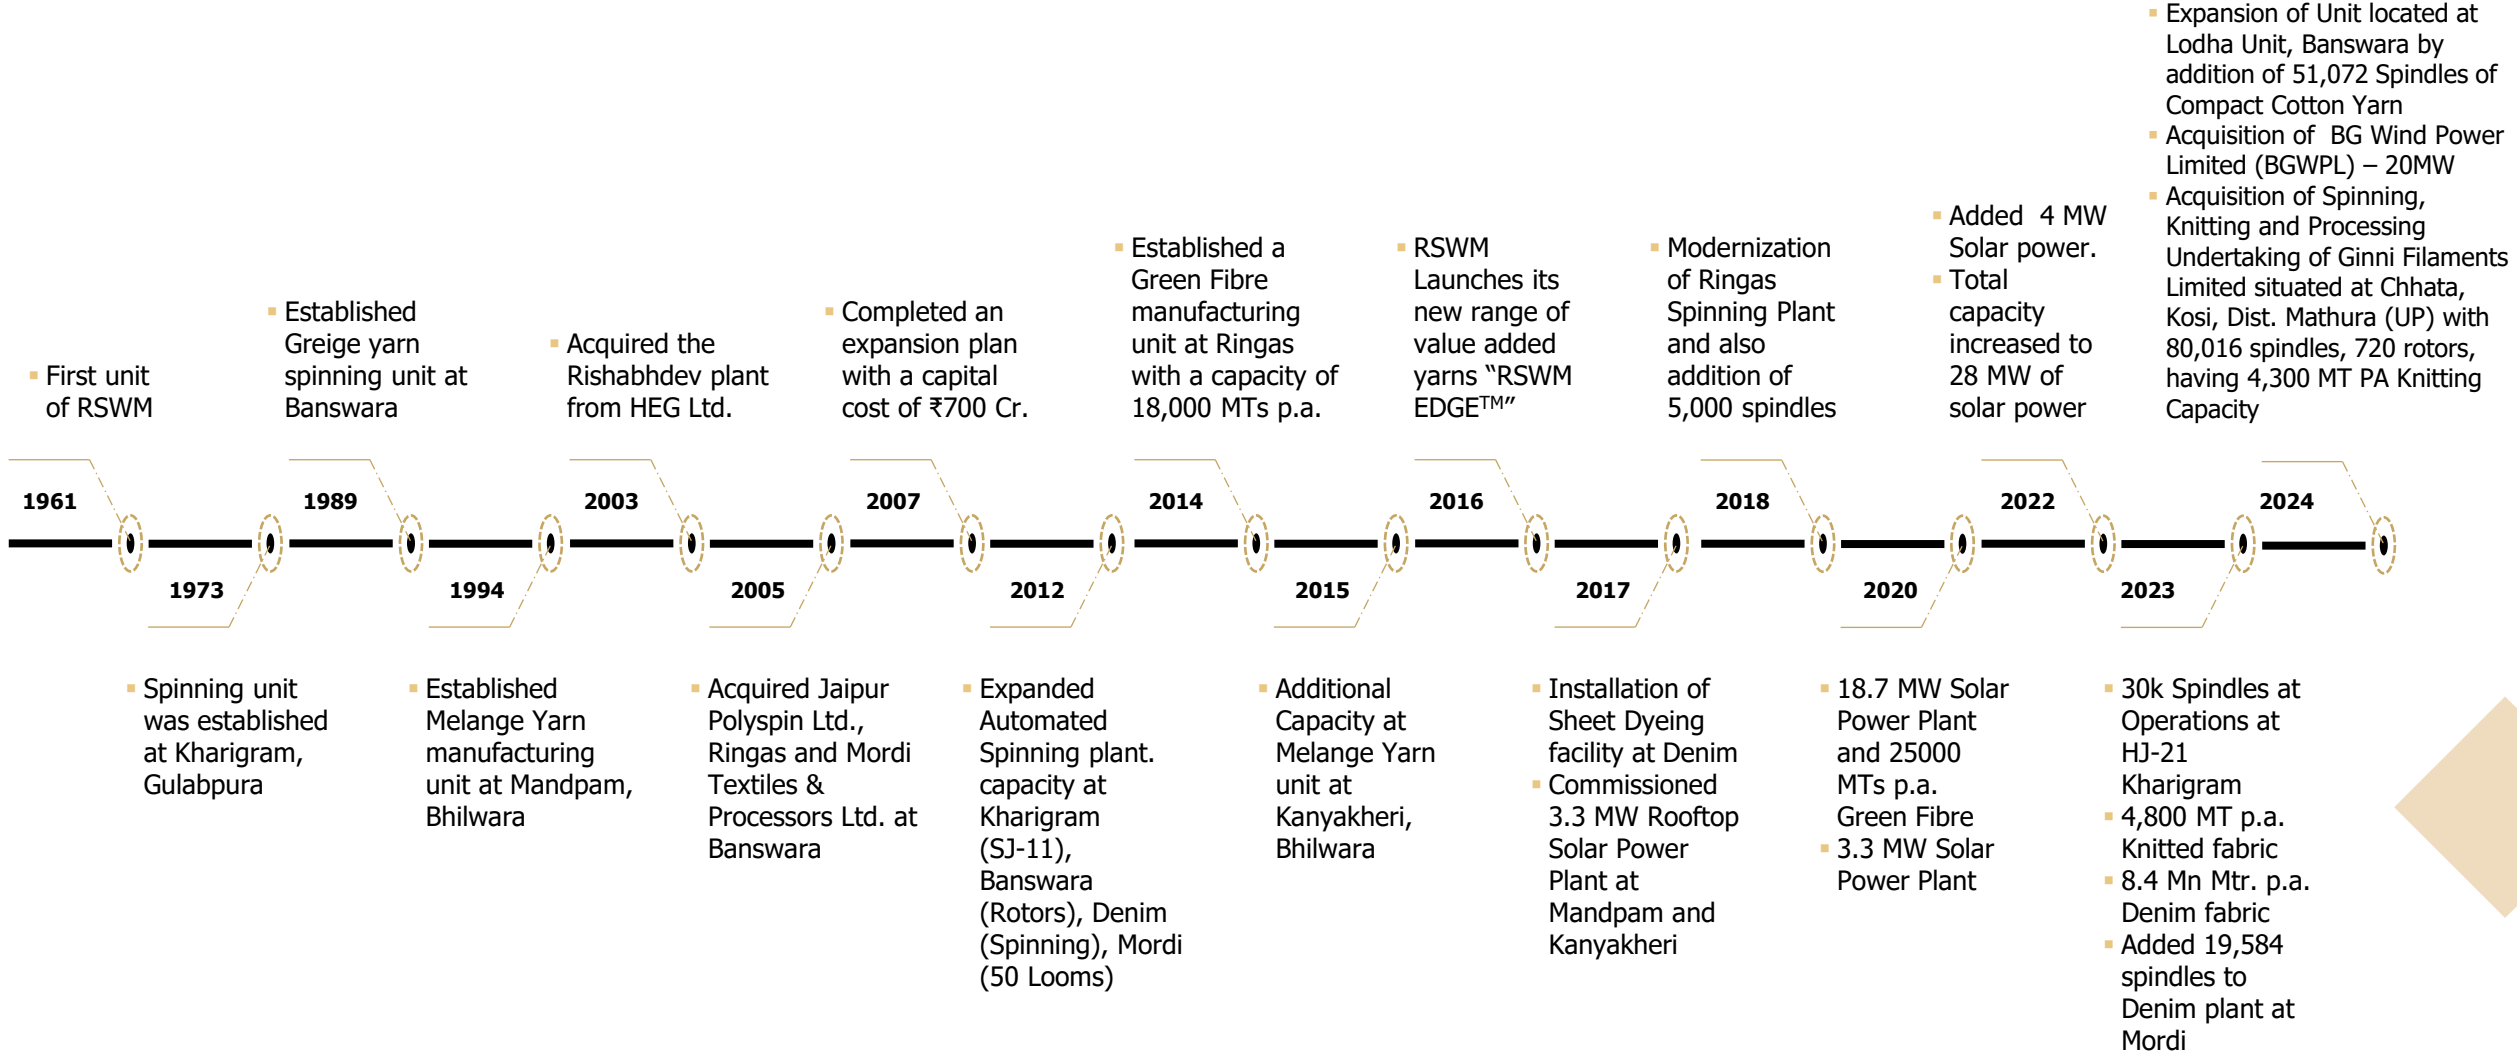 ▪ First unit
of RSWM
1961
1973
▪ Spinning unit
was established
at Kharigram,
Gulabpura
▪ Established
Greige yarn
spinning unit at
Banswara
1989
1994
▪ Established
Melange Yarn
manufacturing
unit at Mandpam,
Bhilwara
▪ Acquired the
Rishabhdev plant
from HEG Ltd.
2003
2005
▪ Acquired Jaipur
Polyspin Ltd.,
Ringas and Mordi
Textiles &
Processors Ltd. at
Banswara
▪ Completed an
expansion plan
with a capital
cost of ₹700 Cr.
2007
2012
▪ Expanded
Automated
Spinning plant.
capacity at
Kharigram
(SJ-11),
Banswara
(Rotors), Denim
(Spinning), Mordi
(50 Looms)
▪ Established a
Green Fibre
manufacturing
unit at Ringas
with a capacity of
18,000 MTs p.a.
2014
2015
▪ Additional
Capacity at
Melange Yarn
unit at
Kanyakheri,
Bhilwara
▪ RSWM
Launches its
new range of
value added
yarns “RSWM
EDGE™”
2016
2017
▪ Installation of
Sheet Dyeing
facility at Denim
▪ Commissioned
3.3 MW Rooftop
Solar Power
Plant at
Mandpam and
Kanyakheri
▪ Modernization
of Ringas
Spinning Plant
and also
addition of
5,000 spindles
2018
2020
▪ 18.7 MW Solar
Power Plant
and 25000
MTs p.a.
Green Fibre
▪ 3.3 MW Solar
Power Plant
▪ Added 4 MW
Solar power.
▪ Total
capacity
increased to
28 MW of
solar power
2022
2023
▪ 30k Spindles at
Operations at
HJ-21
Kharigram
▪ 4,800 MT p.a.
Knitted fabric
▪ 8.4 Mn Mtr. p.a.
Denim fabric
▪ Added 19,584
spindles to
Denim plant at
Mordi
▪ Expansion of Unit located at
Lodha Unit, Banswara by
addition of 51,072 Spindles of
Compact Cotton Yarn
▪ Acquisition of BG Wind Power
Limited (BGWPL) – 20MW
▪ Acquisition of Spinning,
Knitting and Processing
Undertaking of Ginni Filaments
Limited situated at Chhata,
Kosi, Dist. Mathura (UP) with
80,016 spindles, 720 rotors,
having 4,300 MT PA Knitting
Capacity
2024